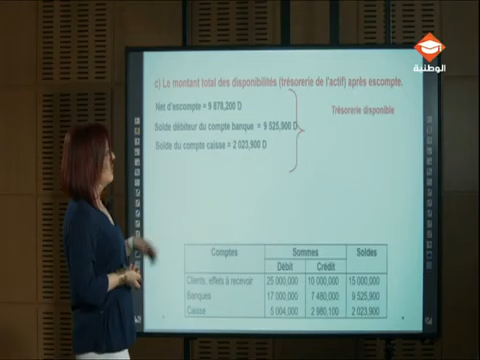 الوطنية
c) Le montant total des disponibilités (trésorerie de l'actif) après escompte.
Net d'escompte = 9 878,200 D
Trésorerie disponible
Solde débiteur du compte banque = 9 525,900 D
Solde du compte caisse = 2 023,900 D
Comptes Sommes Soldes
Débit Crédit
Clients, effets à recevoir 25 000,000 10 000,000 15 000,000
Banques 17 000,000 7 480,000 9 525,900
Caisse 5 004,000 2 980,100 2 023,900